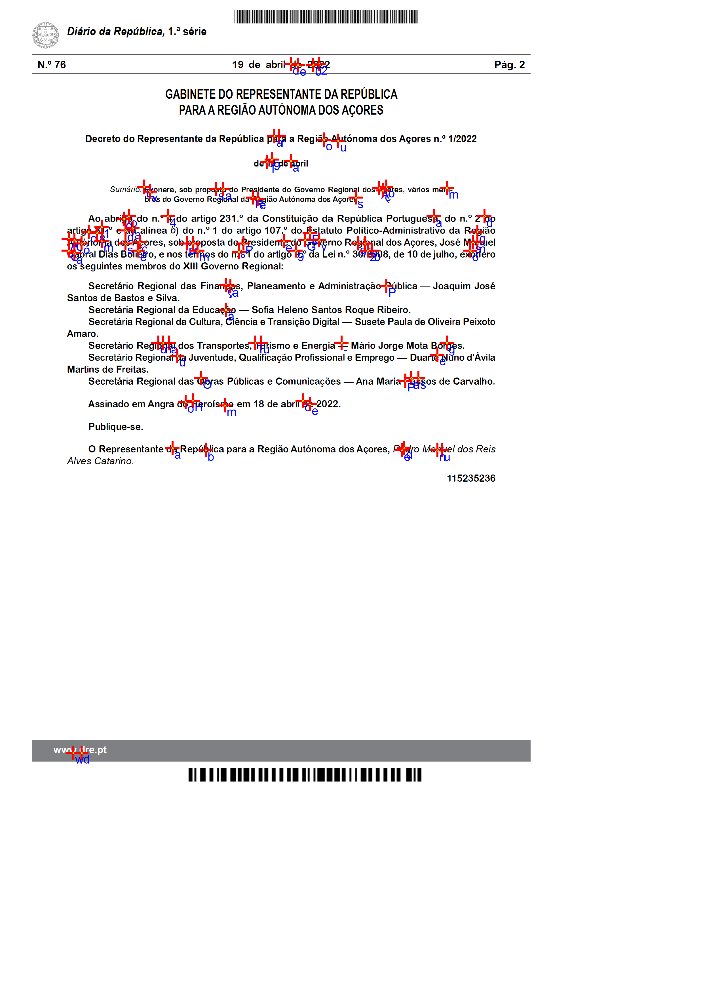 Diário da República, 1.ª série
N.º 76 19 de abril de 2022 Pág. 2
GABINETE DO REPRESENTANTE DA REPÚBLICA
PARA A REGIÃO AUTÓNOMA DOS AÇORES
Decreto do Representante da República para a Região Autónoma dos Açores n.º 1/2022
de 19 de abril
Sumário: Exonera, sob proposta do Presidente do Governo Regional dos Açores, vários mem-
bros do Governo Regional da Região Autónoma dos Açores.
Ao abrigo do n.º do artigo 231.º da Constituição da República Portuguesa, do n.º 2 do
artigo e da alínea b) do n.º 1 do artigo 107.º do Estatuto Político-Administrativo da Região
Autónoma dos Açores, sob proposta do Presidente do Governo Regional dos Açores, José Manuel
Cabral Dias Bolieiro, e nos termos do n.º 1 do artigo da Lei n.º 30/2008, de 10 de julho, exonero
os seguintes membros do XIII Governo Regional:
Secretário Regional das Finanças, Planeamento e Administração Pública — Joaquim José
Santos de Bastos e Silva.
Secretária Regional da Educação — Sofia Heleno Santos Roque Ribeiro.
Secretária Regional da Cultura, Ciência e Transição Digital — Susete Paula de Oliveira Peixoto
Amaro.
Secretário Regional dos Transportes, Turismo e Energia — Mário Jorge Mota Borges.
Secretário Regional da Juventude, Qualificação Profissional e Emprego — Duarte Nuno d'Ávila
Martins de Freitas.
Secretária Regional das Obras Públicas e Comunicações — Ana Maria Passos de Carvalho.
Assinado em Angra do Heroísmo em 18 de abril de 2022.
Publique-se.
O Representante da República para a Região Autónoma dos Açores, Pedro Manuel dos Reis
Alves Catarino.
115235236
www.dre.pt